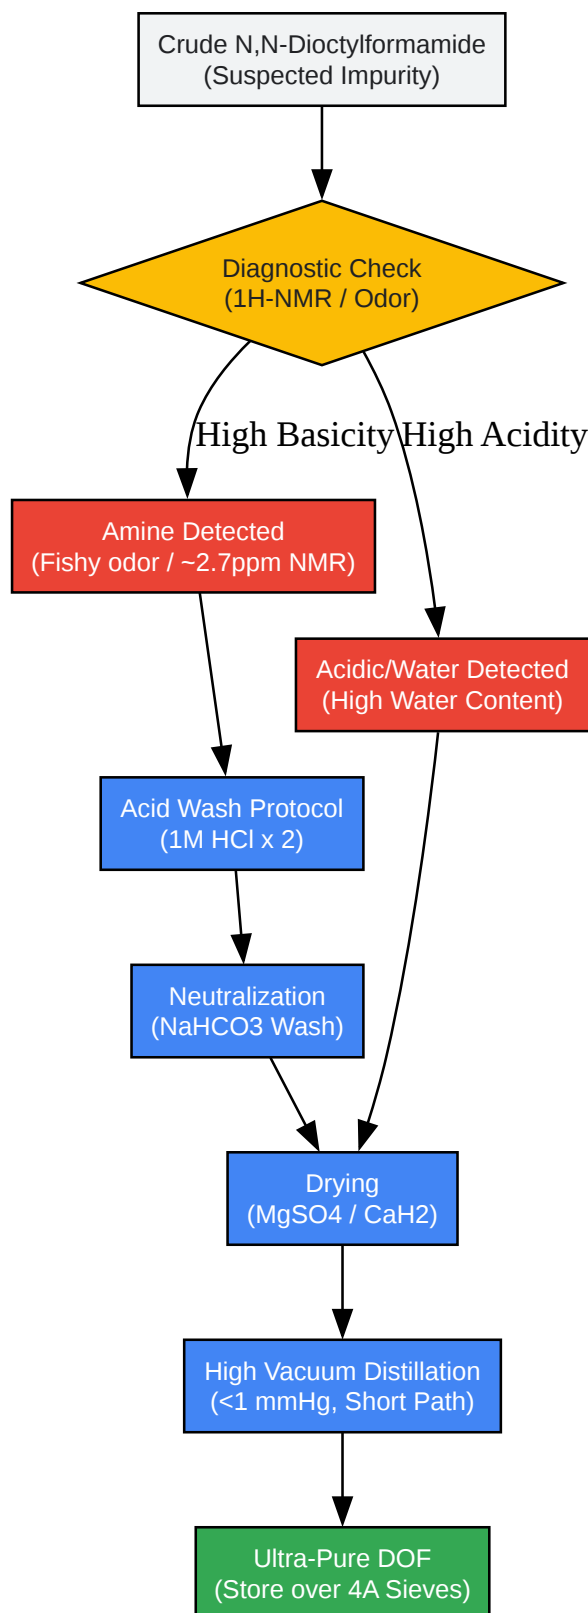 Crude N,N-Dioctylformamide
(Suspected Impurity)
Diagnostic Check
(1H-NMR / Odor)
High Basicity
High Acidity
Amine Detected
(Fishy odor / ~2.7ppm NMR)
Acidic/Water Detected
(High Water Content)
Acid Wash Protocol
(1M HCl x 2)
Neutralization
(NaHCO3 Wash)
Drying
(MgSO4 / CaH2)
High Vacuum Distillation
(<1 mmHg, Short Path)
Ultra-Pure DOF
(Store over 4A Sieves)